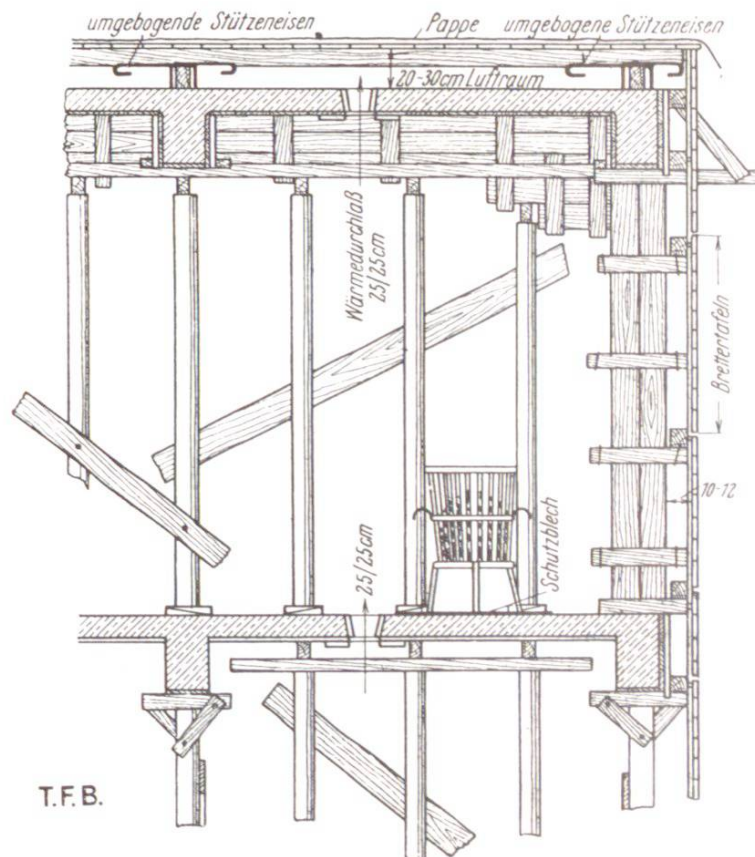 umgebogende Stützeneisen
Pappe
umgebogene Stützeneisen
20-30cm Luftraum
Wärmedurchlaß
25/25cm
Brettertafeln
10-12
25/25cm
Schutzblech
T.F.B.